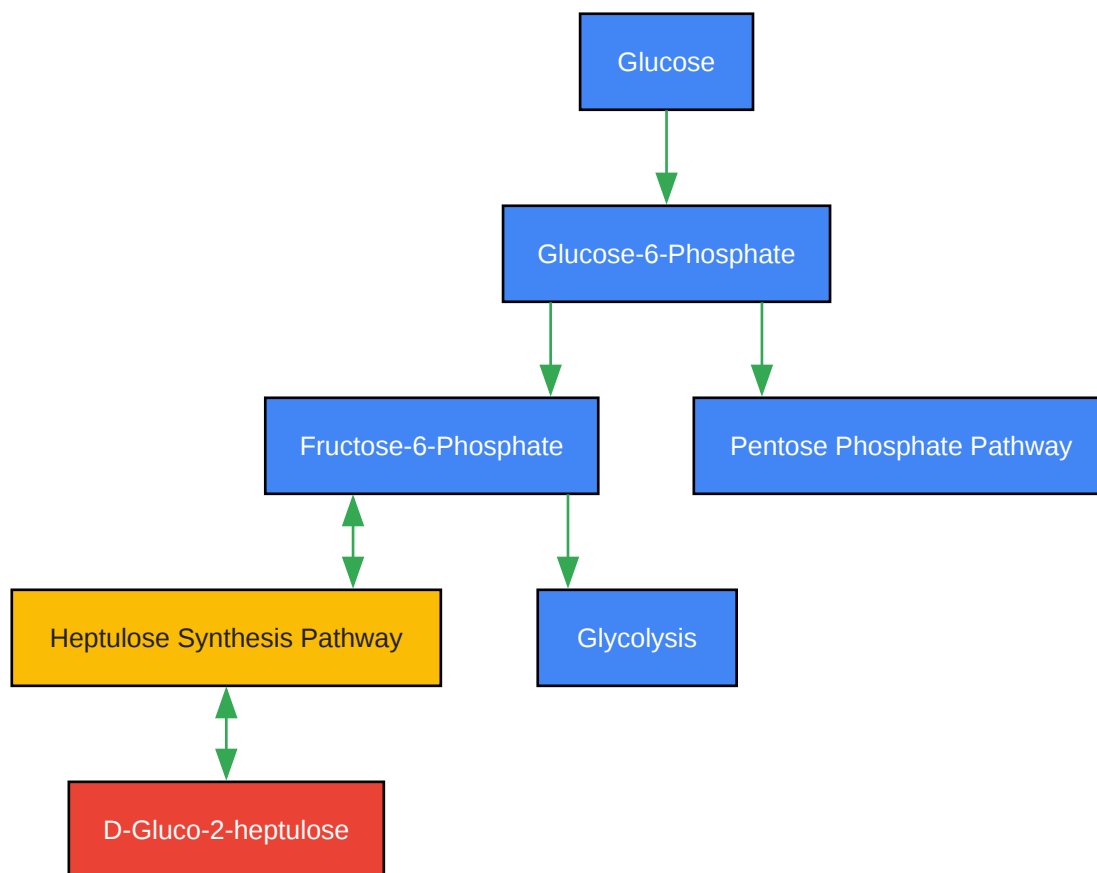 Glucose
Glucose-6-Phosphate
Fructose-6-Phosphate
Pentose Phosphate Pathway
Heptulose Synthesis Pathway
Glycolysis
D-Gluco-2-heptulose